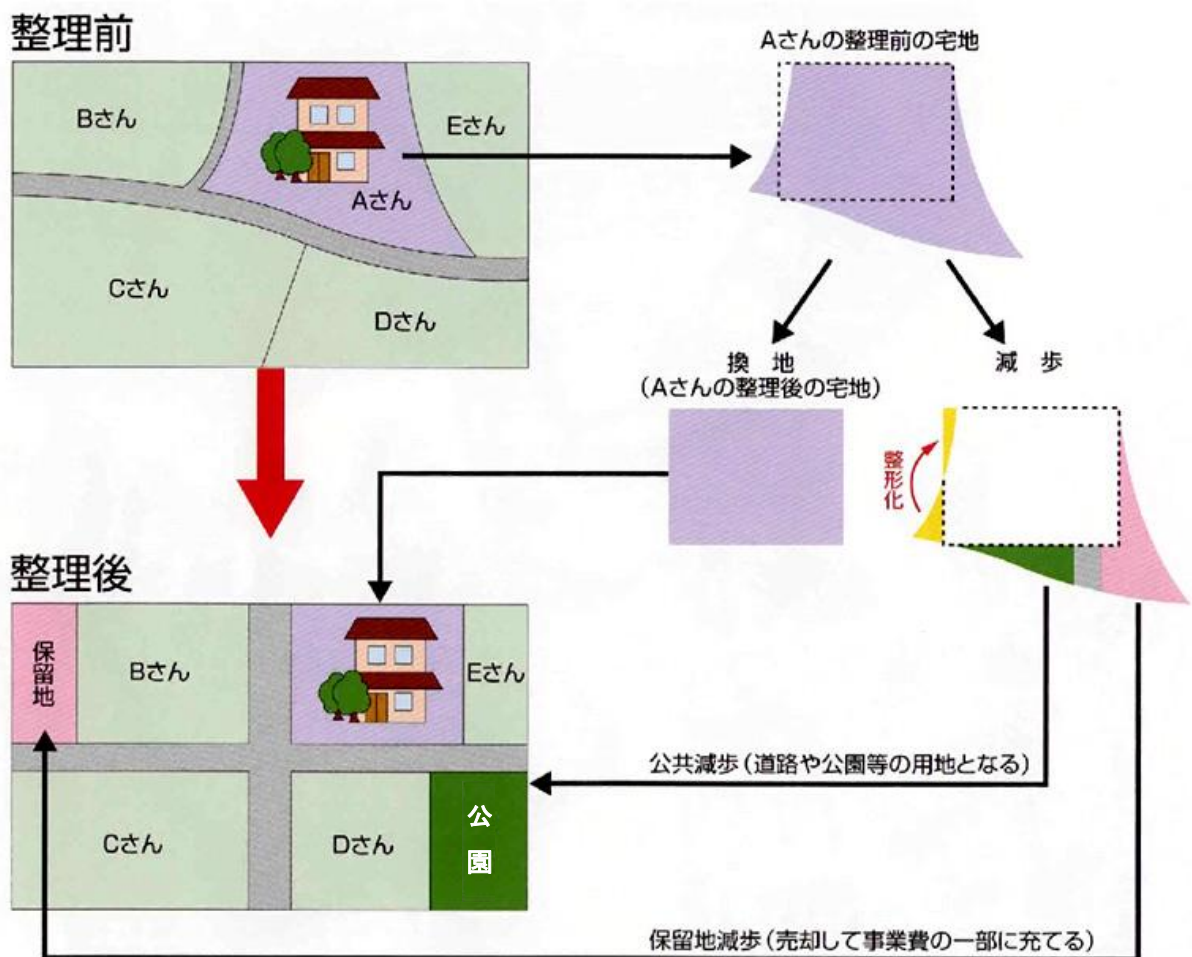 整理前
Bさん
Eさん
Aさん
Cさん
Dさん
Aさんの整理前の宅地
換 地
(Aさんの整理後の宅地)
減 歩
整形化
整理後
保留地
Bさん
Eさん
Cさん
Dさん
公園
公共減歩(道路や公園等の用地となる)
保留地減歩(売却して事業費の一部に充てる)